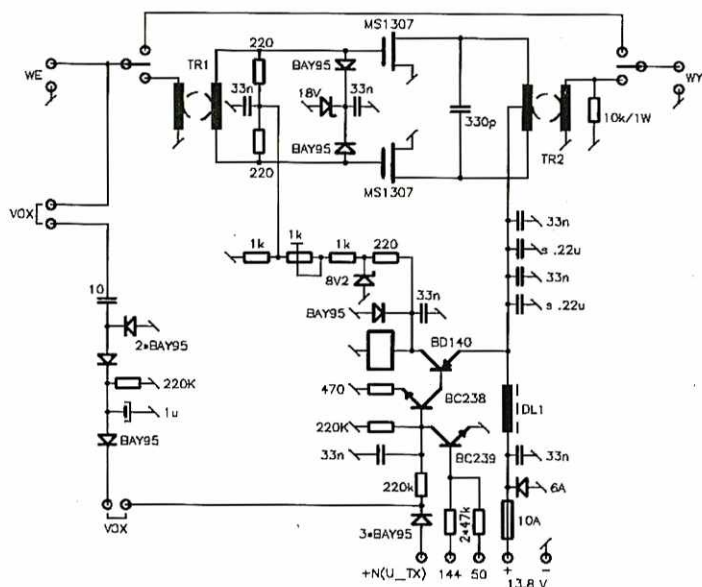 MS1307
WE
TR1
220
BAY95
33n
18V
33n
330p
WY
10k/1W
TR2
BAY95
220
MS1307
VOX
33n
1k
1k
1k
220
s .22u
33n
8V2
s .22u
10
33n
BAY95
2*BAY95
BD140
470
BC238
DL1
220K
220K
1u
BC239
33n
33n
BAY95
220k
6A
2*47k
VOX
3*BAY95
10A
+N(U_TX) 144 50 + -
13.8 V